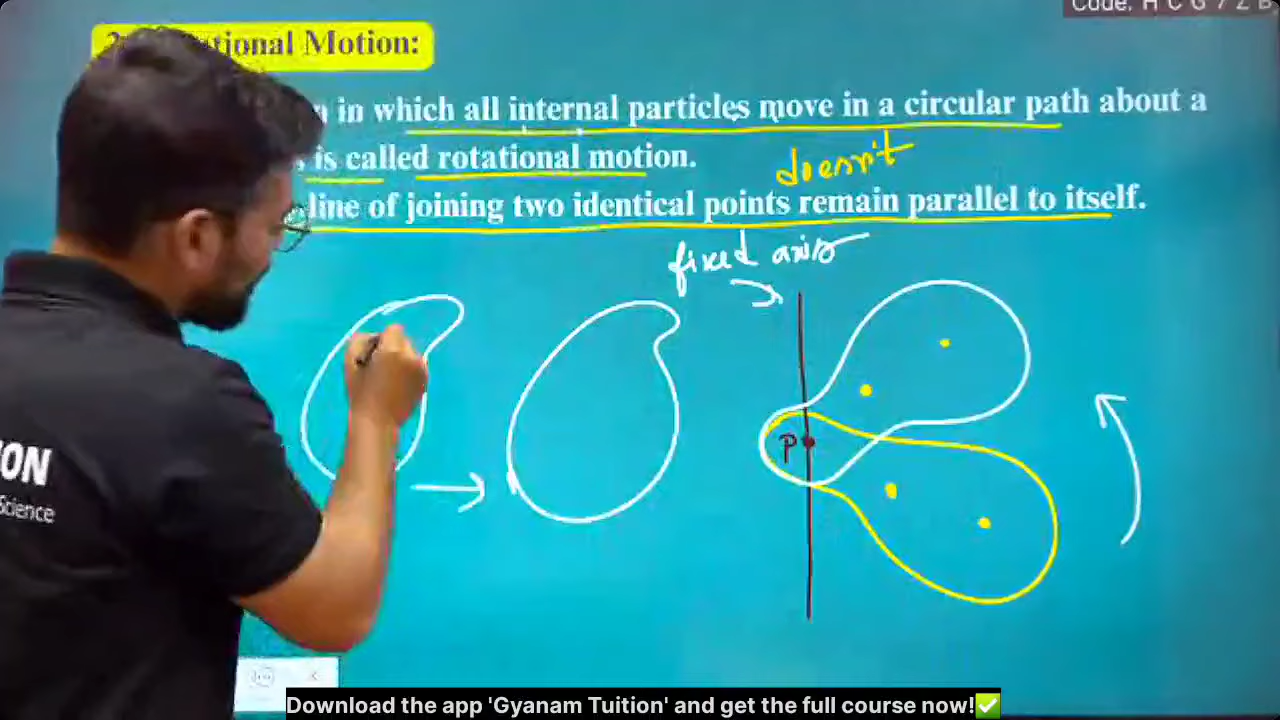 Code: H C G 7 Z B
2. tional Motion:
in which all internal particles move in a circular path about a
is called rotational motion.
doesn't
line of joining two identical points remain parallel to itself.
fixed axis
P
ON
Science
Download the app 'Gyanam Tuition' and get the full course now!✅